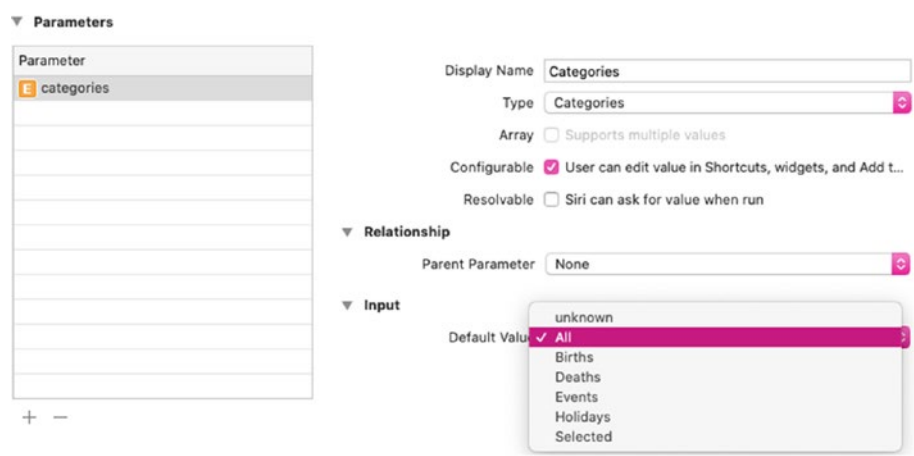 Parameters
Parameter
E categories
Display Name Categories
Type Categories
Array Supports multiple values
Configurable User can edit value in Shortcuts, widgets, and Add t...
Resolvable Siri can ask for value when run
Relationship
Parent Parameter None
Input
Default Valu
unknown
✓ All
Births
Deaths
Events
Holidays
Selected
+ −